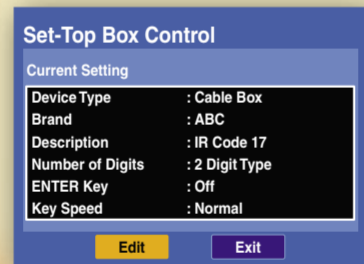 Set-Top Box Control
Current Setting
Device Type : Cable Box
Brand : ABC
Description : IR Code 17
Number of Digits : 2 Digit Type
ENTER Key : Off
Key Speed : Normal
Edit Exit